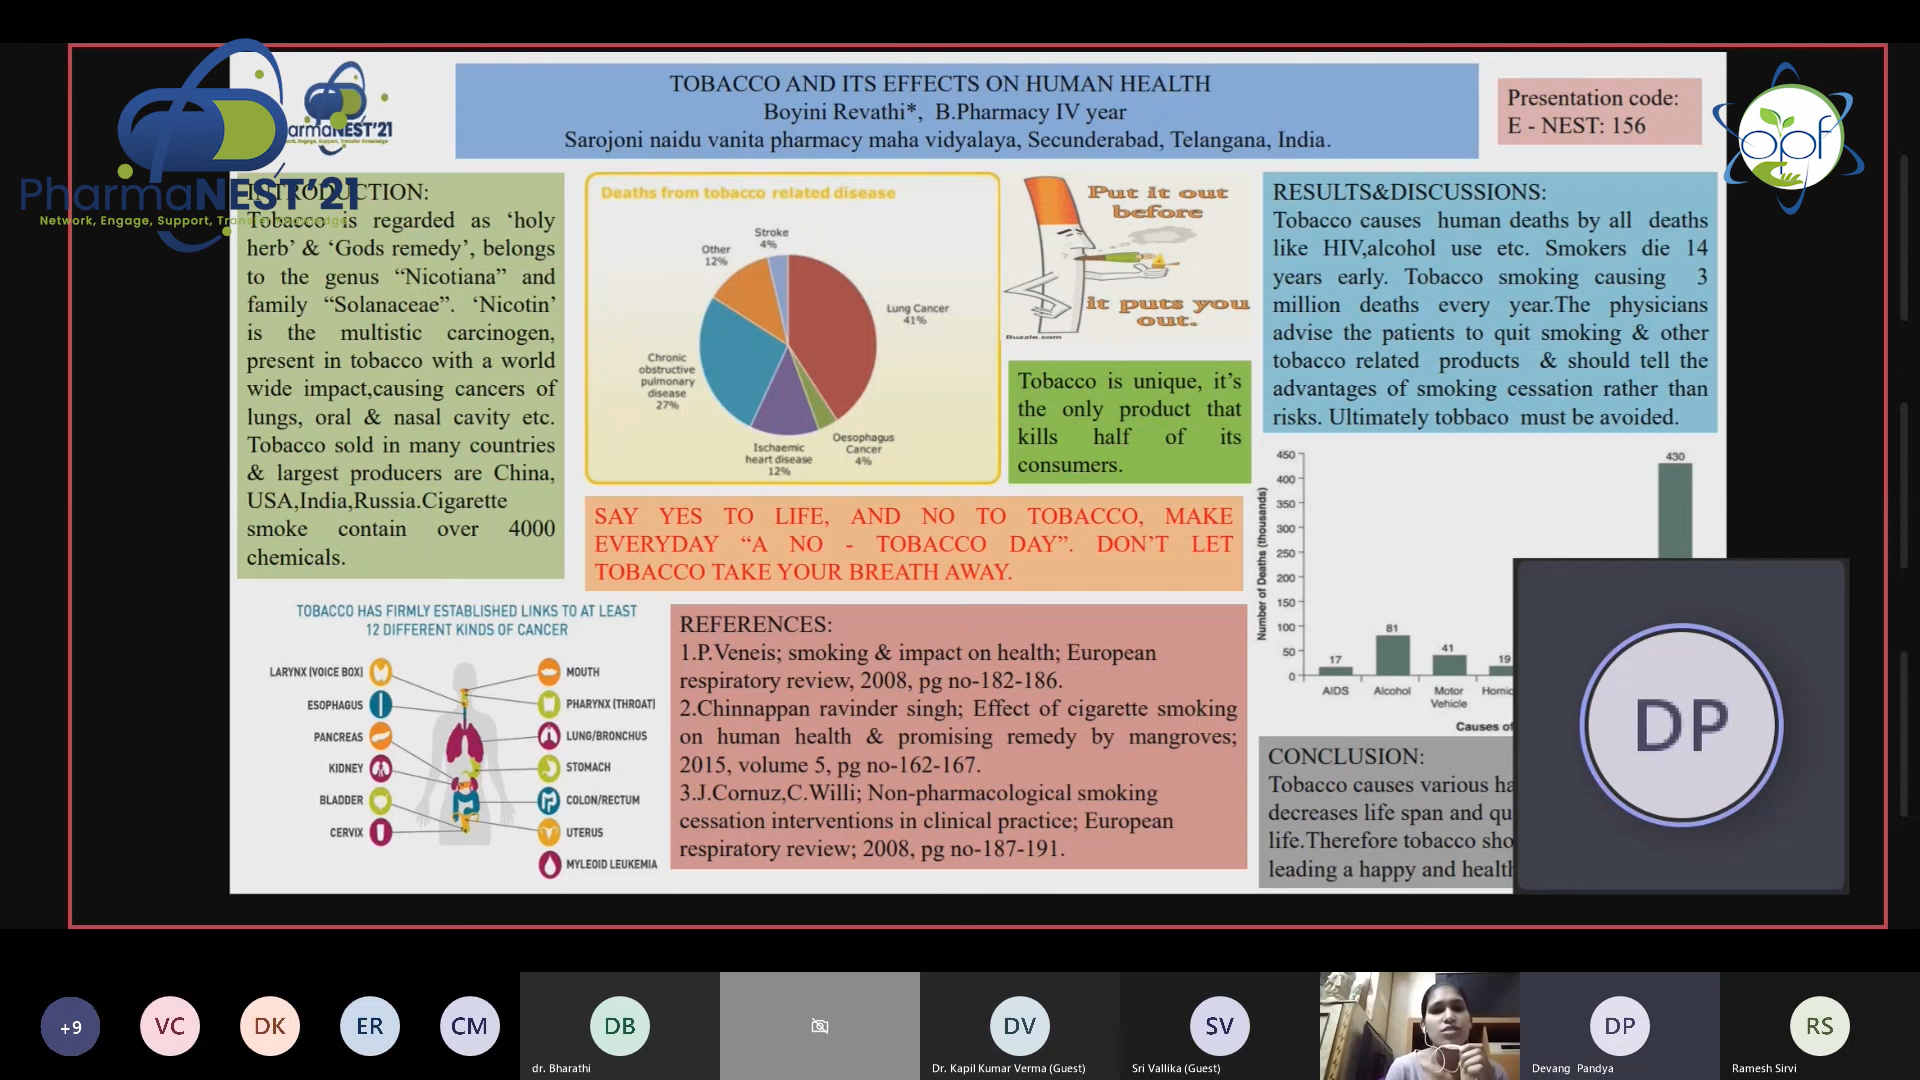 PharmaNEST'21
Network, Engage, Support, Transfer Knowledge
armaNEST'21
TOBACCO AND ITS EFFECTS ON HUMAN HEALTH
Boyini Revathi*, B.Pharmacy IV year
Sarojoni naidu vanita pharmacy maha vidyalaya, Secunderabad, Telangana, India.
Presentation code:
E - NEST: 156
opf
INTRODUCTION:
Tobacco is regarded as ‘holy
herb’ & ‘Gods remedy’, belongs
to the genus “Nicotiana” and
family “Solanaceae”. ‘Nicotin’
is the multistic carcinogen,
present in tobacco with a world
wide impact,causing cancers of
lungs, oral & nasal cavity etc.
Tobacco sold in many countries
& largest producers are China,
USA,India,Russia.Cigarette
smoke contain over 4000
chemicals.
Deaths from tobacco related disease
Stroke
4%
Other
12%
Lung Cancer
41%
Chronic
obstructive
pulmonary
disease
27%
Ischaemic
heart disease
12%
Oesophagus
Cancer
4%
Put it out
before
it puts you
out.
Buzzle.com
Tobacco is unique, it’s
the only product that
kills half of its
consumers.
SAY YES TO LIFE, AND NO TO TOBACCO, MAKE
EVERYDAY “A NO - TOBACCO DAY”. DON’T LET
TOBACCO TAKE YOUR BREATH AWAY.
RESULTS&DISCUSSIONS:
Tobacco causes human deaths by all deaths
like HIV,alcohol use etc. Smokers die 14
years early. Tobacco smoking causing 3
million deaths every year.The physicians
advise the patients to quit smoking & other
tobacco related products & should tell the
advantages of smoking cessation rather than
risks. Ultimately tobbaco must be avoided.
Number of Deaths (thousands)
450
400
350
300
250
200
150
100
50
0
17
81
41
19
430
AIDS
Alcohol
Motor
Vehicle
Homic
Causes of
TOBACCO HAS FIRMLY ESTABLISHED LINKS TO AT LEAST
12 DIFFERENT KINDS OF CANCER
LARYNX (VOICE BOX)
ESOPHAGUS
PANCREAS
KIDNEY
BLADDER
CERVIX
MOUTH
PHARYNX (THROAT)
LUNG/BRONCHUS
STOMACH
COLON/RECTUM
UTERUS
MYLEOID LEUKEMIA
REFERENCES:
1.P.Veneis; smoking & impact on health; European
respiratory review, 2008, pg no-182-186.
2.Chinnappan ravinder singh; Effect of cigarette smoking
on human health & promising remedy by mangroves;
2015, volume 5, pg no-162-167.
3.J.Cornuz,C.Willi; Non-pharmacological smoking
cessation interventions in clinical practice; European
respiratory review; 2008, pg no-187-191.
CONCLUSION:
Tobacco causes various ha
decreases life span and qu
life.Therefore tobacco sho
leading a happy and health
DP
+9
VC
DK
ER
CM
DB
dr. Bharathi
DV
Dr. Kapil Kumar Verma (Guest)
SV
Sri Vallika (Guest)
DP
Devang Pandya
RS
Ramesh Sirvi